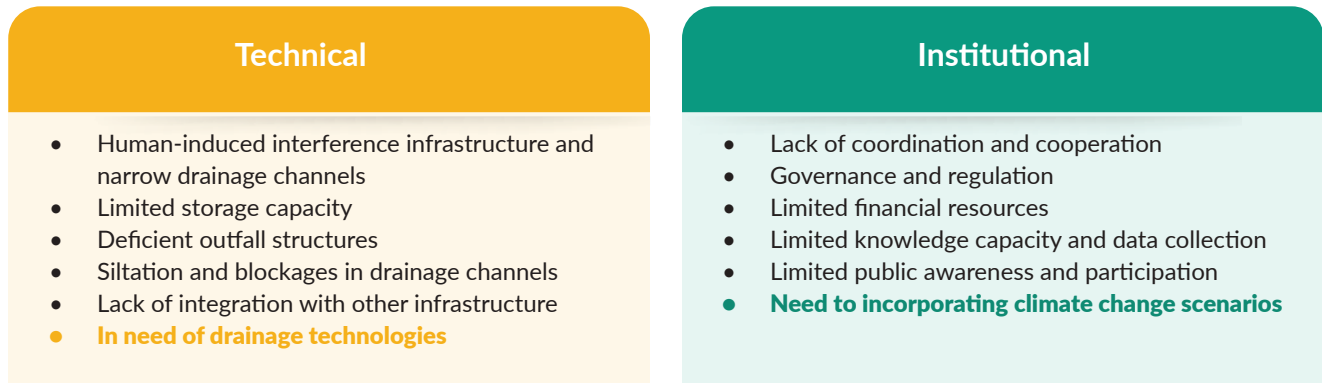 Technical
• Human-induced interference infrastructure and
narrow drainage channels
• Limited storage capacity
• Deficient outfall structures
• Siltation and blockages in drainage channels
• Lack of integration with other infrastructure
• In need of drainage technologies
Institutional
• Lack of coordination and cooperation
• Governance and regulation
• Limited financial resources
• Limited knowledge capacity and data collection
• Limited public awareness and participation
• Need to incorporating climate change scenarios